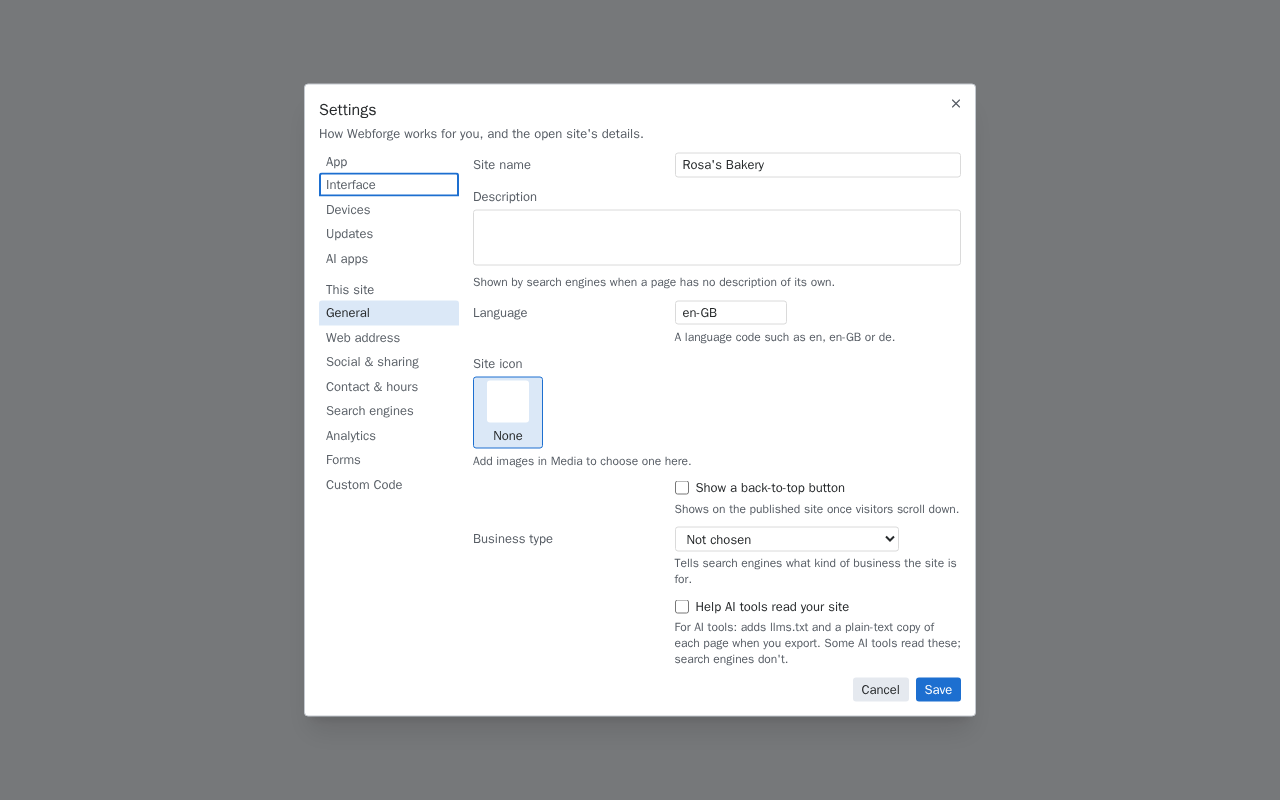 Settings
×
How Webforge works for you, and the open site's details.
App
Interface
Devices
Updates
AI apps
This site
General
Web address
Social & sharing
Contact & hours
Search engines
Analytics
Forms
Custom Code
Site name
Rosa's Bakery
Description
Shown by search engines when a page has no description of its own.
Language
en-GB
A language code such as en, en-GB or de.
Site icon
None
Add images in Media to choose one here.
Show a back-to-top button
Shows on the published site once visitors scroll down.
Business type
Not chosen
Tells search engines what kind of business the site is
for.
Help AI tools read your site
For AI tools: adds llms.txt and a plain-text copy of
each page when you export. Some AI tools read these;
search engines don't.
Cancel
Save